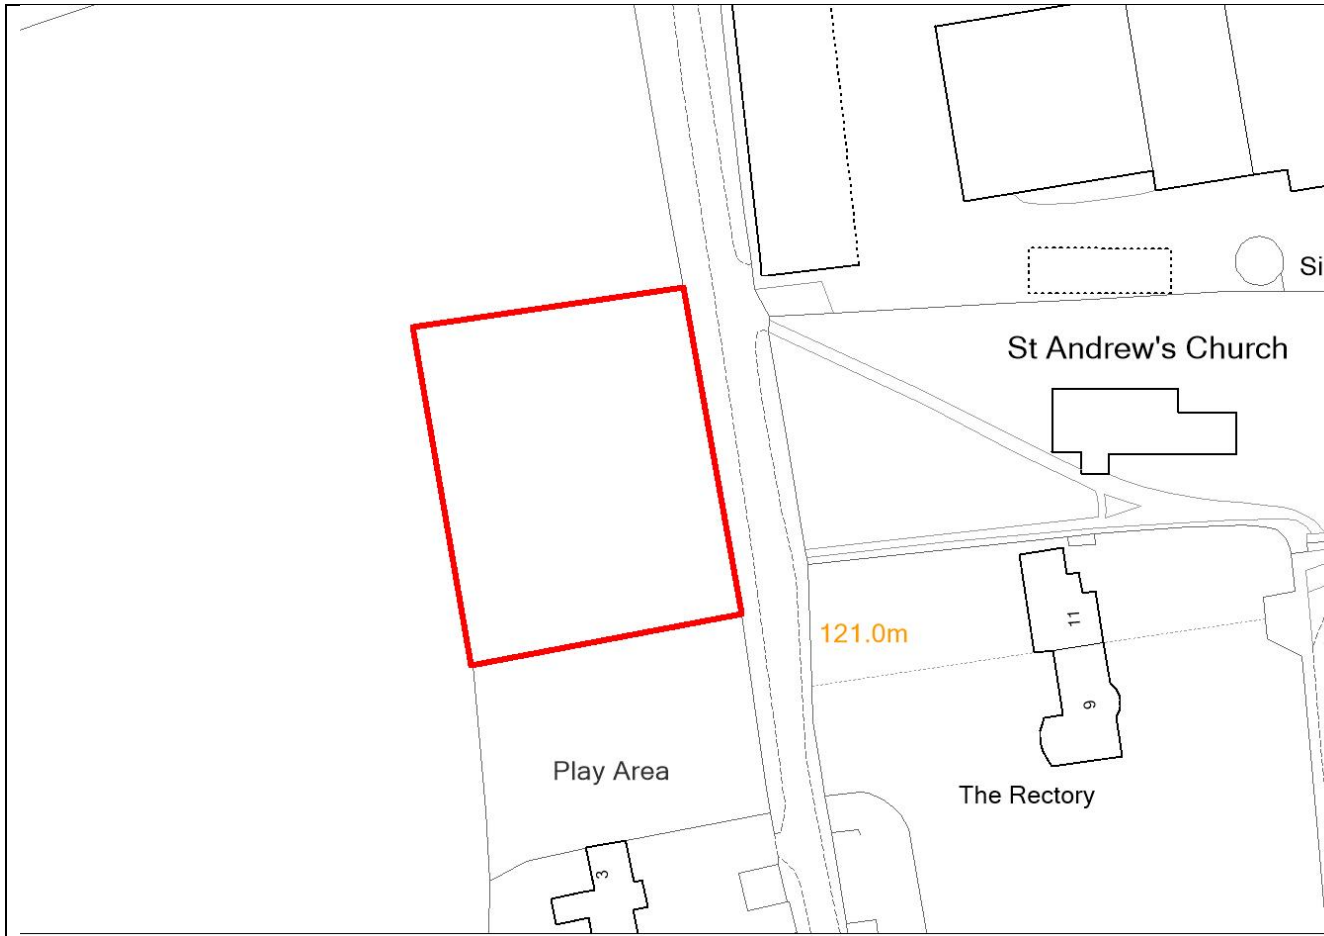 Si
St Andrew's Church
11
121.0m
9
Play Area
The Rectory
3